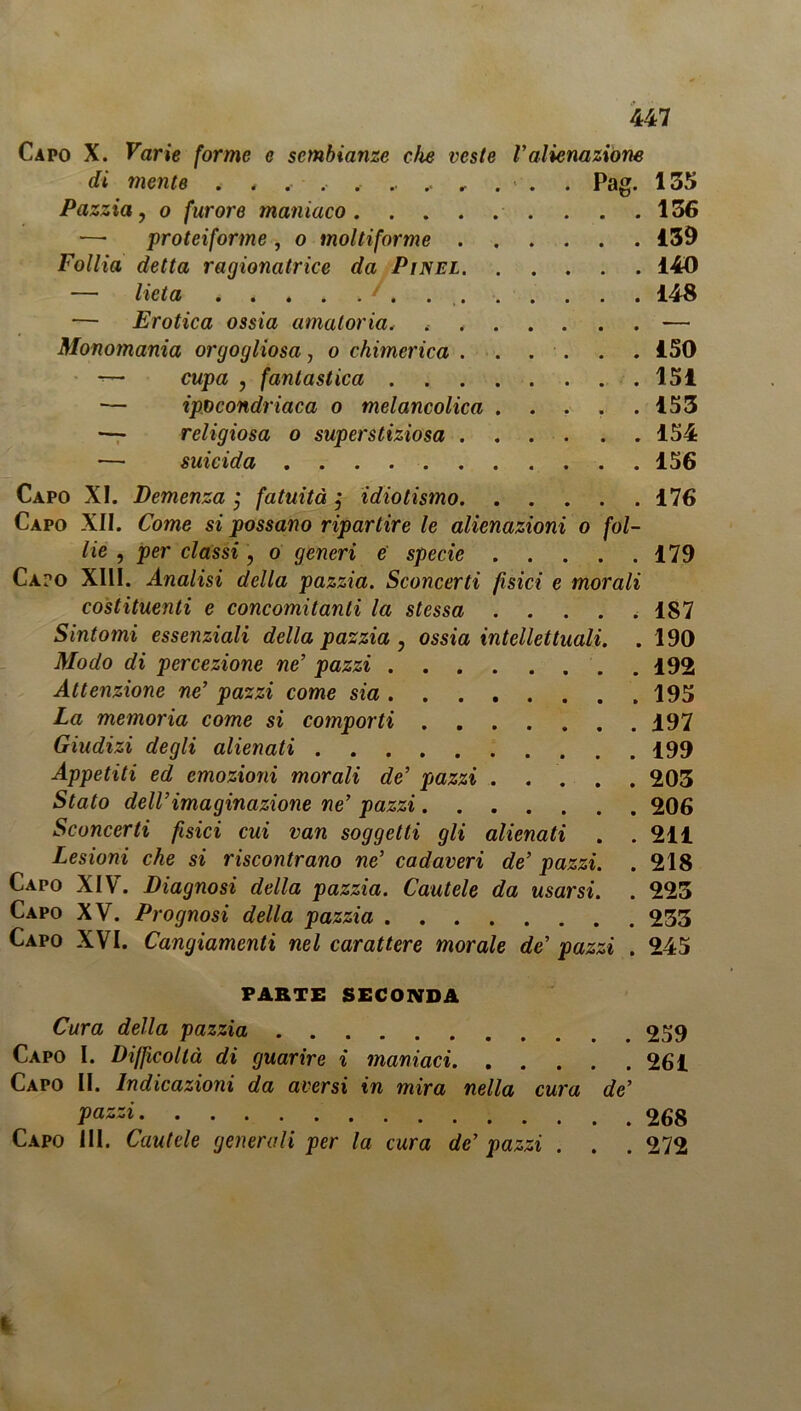 447
Capo X. Varie forme e sembianze che veste l'alienazione
di mente . . . . . . . . . . . . Pag. 135
Pazzia, o furore maniaco . . . . . . . . . 136
— proteiforme, o moltiforme . . . . . . 139
Follia detta ragionatrice da Pinel. . . . . . 140
— lieta . . . . . . . . . . . . . 148
— Erotica ossia amatoria. . . . . . . . —
Monomania orgogliosa, o chimerica . . . . . . 150
— cupa, fantastica . . . . . . . . 151
— ipocondriaca o melancolica . . . . . 153
— religiosa o superstiziosa . . . . . . 154
— suicida . . . . . . . . . . . 156
Capo XI. Demenza; fatuità; idiotismo. . . . . . 176
Capo XII. Come si possano ripartire le alienazioni o fol-
lie, per classi, o generi e specie . . . . . 179
Capo XIII. Analisi della pazzia. Sconcerti fisici e morali
costituenti e concomitanti la stessa . . . . . 187
Sintomi essenziali della pazzia, ossia intellettuali. . 190
Modo di percezione ne' pazzi . . . . . . . . 192
Attenzione ne' pazzi come sia . . . . . . . . 195
La memoria come si comporti . . . . . . . 197
Giudizi degli alienati . . . . . . . . . . 199
Appetiti ed emozioni morali de' pazzi . . . . . 203
Stato dell'imaginazione ne' pazzi . . . . . . . 206
Sconcerti fisici cui van soggetti gli alienati . . 211
Lesioni che si riscontrano ne' cadaveri de' pazzi. . 218
Capo XIV. Diagnosi della pazzia. Cautele da usarsi. . 223
Capo XV. Prognosi della pazzia . . . . . . . . 233
Capo XVI. Cangiamenti nel carattere morale de' pazzi . 245
PARTE SECONDA
Cura della pazzia . . . . . . . . . . . 259
Capo I. Difficoltà di guarire i maniaci. . . . . . 261
Capo II. Indicazioni da aversi in mira nella cura de'
pazzi. . . . . . . . . . . . . . . 268
Capo III. Cautele generali per la cura de' pazzi . . . 272